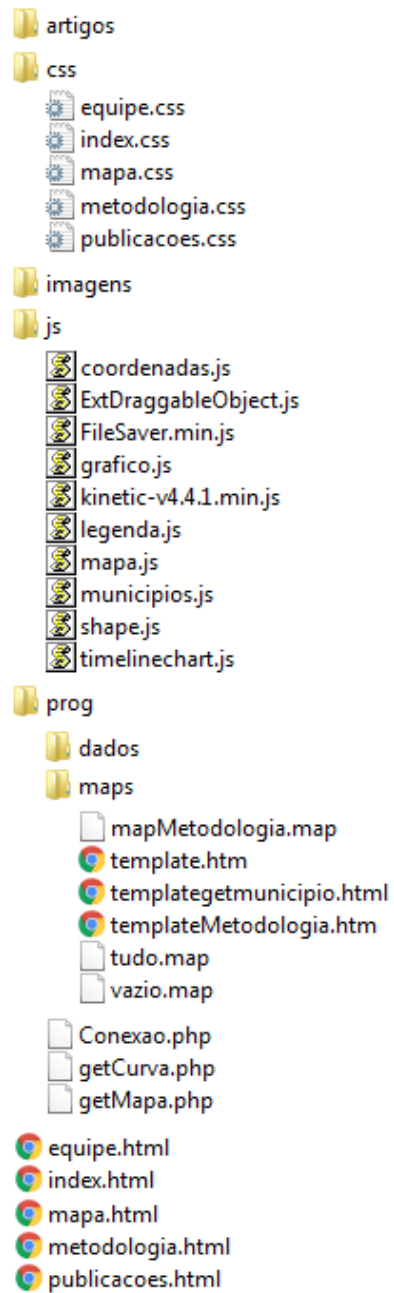 artigos
css
equipe.css
index.css
mapa.css
metodologia.css
publicacoes.css
imagens
js
coordenadas.js
ExtDraggableObject.js
FileSaver.min.js
grafico.js
kinetic-v4.4.1.min.js
legenda.js
mapa.js
municipios.js
shape.js
timelinechart.js
prog
dados
maps
mapMetodologia.map
template.htm
templategetmunicipio.html
templateMetodologia.htm
tudo.map
vazio.map
Conexao.php
getCurva.php
getMapa.php
equipe.html
index.html
mapa.html
metodologia.html
publicacoes.html